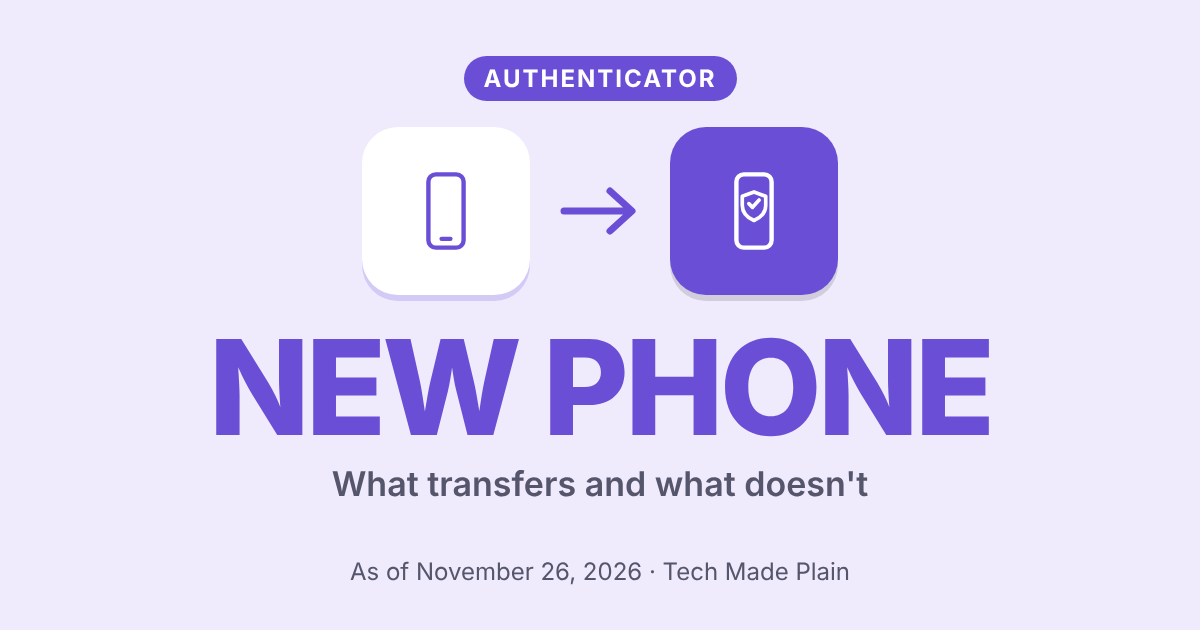 AUTHENTICATOR
NEW PHONE
What transfers and what doesn't
As of November 26, 2026 · Tech Made Plain